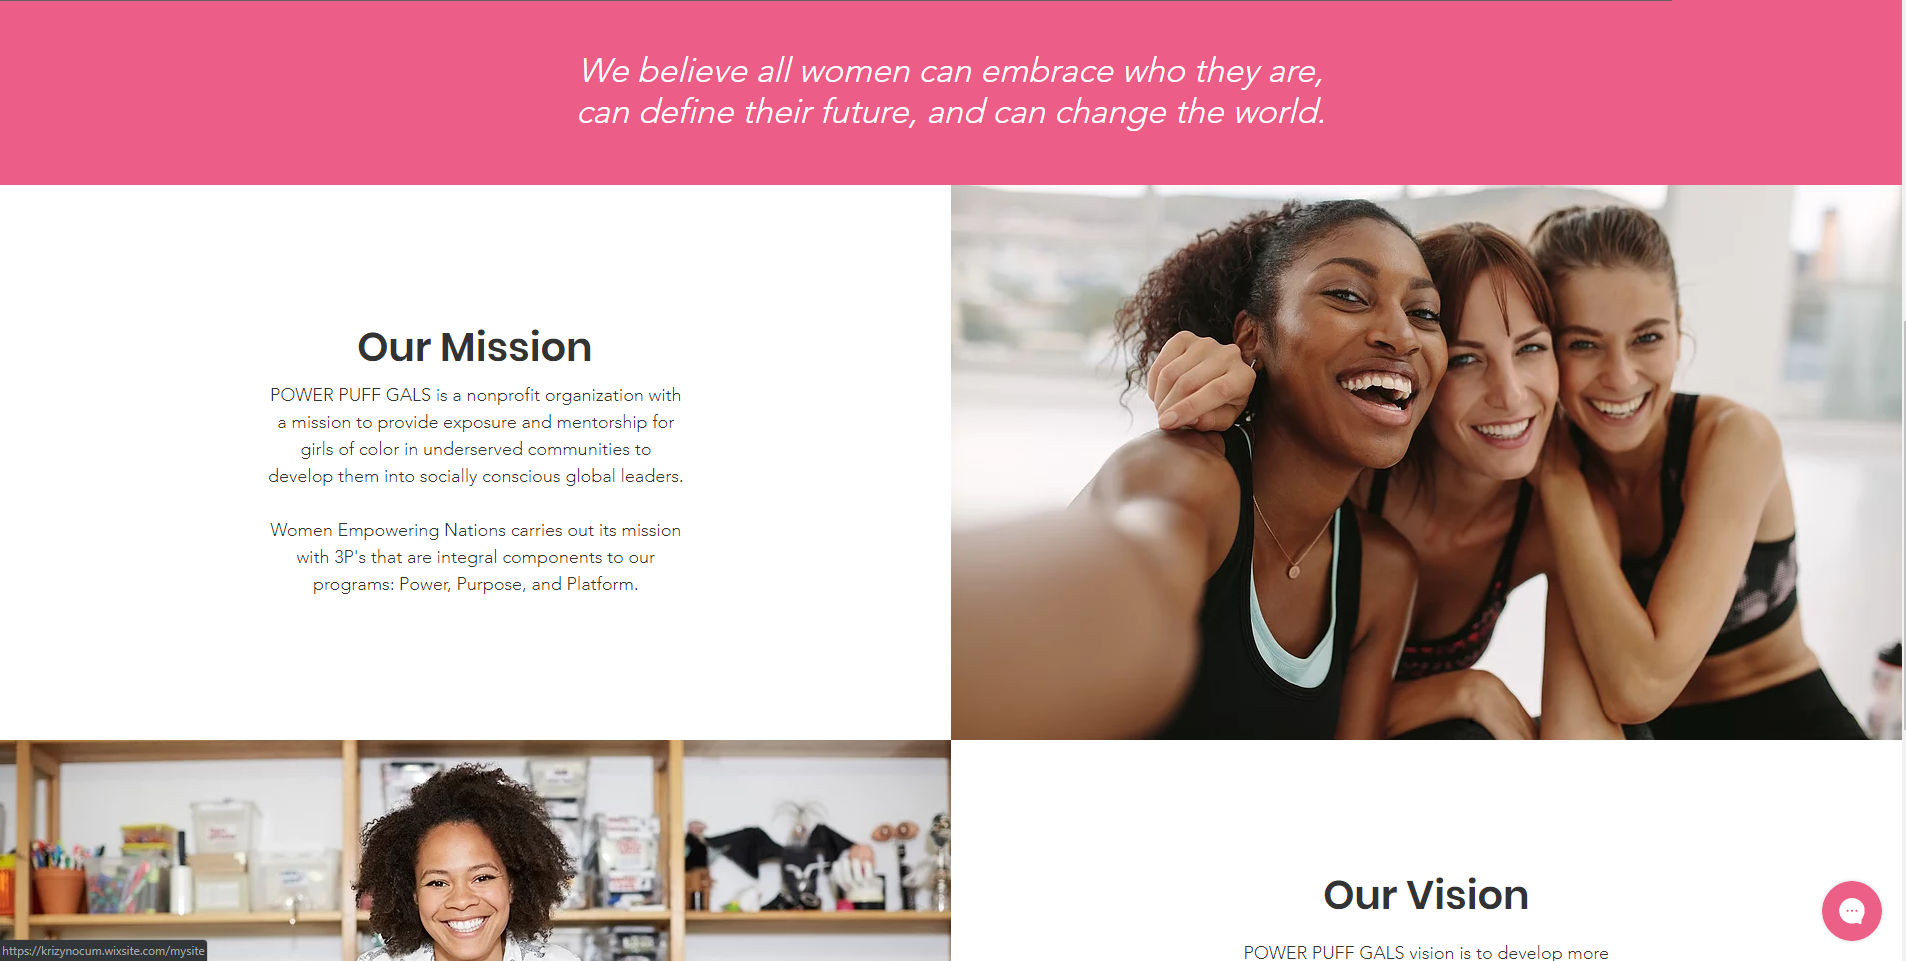 We believe all women can embrace who they are,
can define their future, and can change the world.
Our Mission
POWER PUFF GALS is a nonprofit organization with
a mission to provide exposure and mentorship for
girls of color in underserved communities to
develop them into socially conscious global leaders.
Women Empowering Nations carries out its mission
with 3P's that are integral components to our
programs: Power, Purpose, and Platform.
Our Vision
POWER PUFF GALS vision is to develop more
https://krizynocum.wixsite.com/mysite